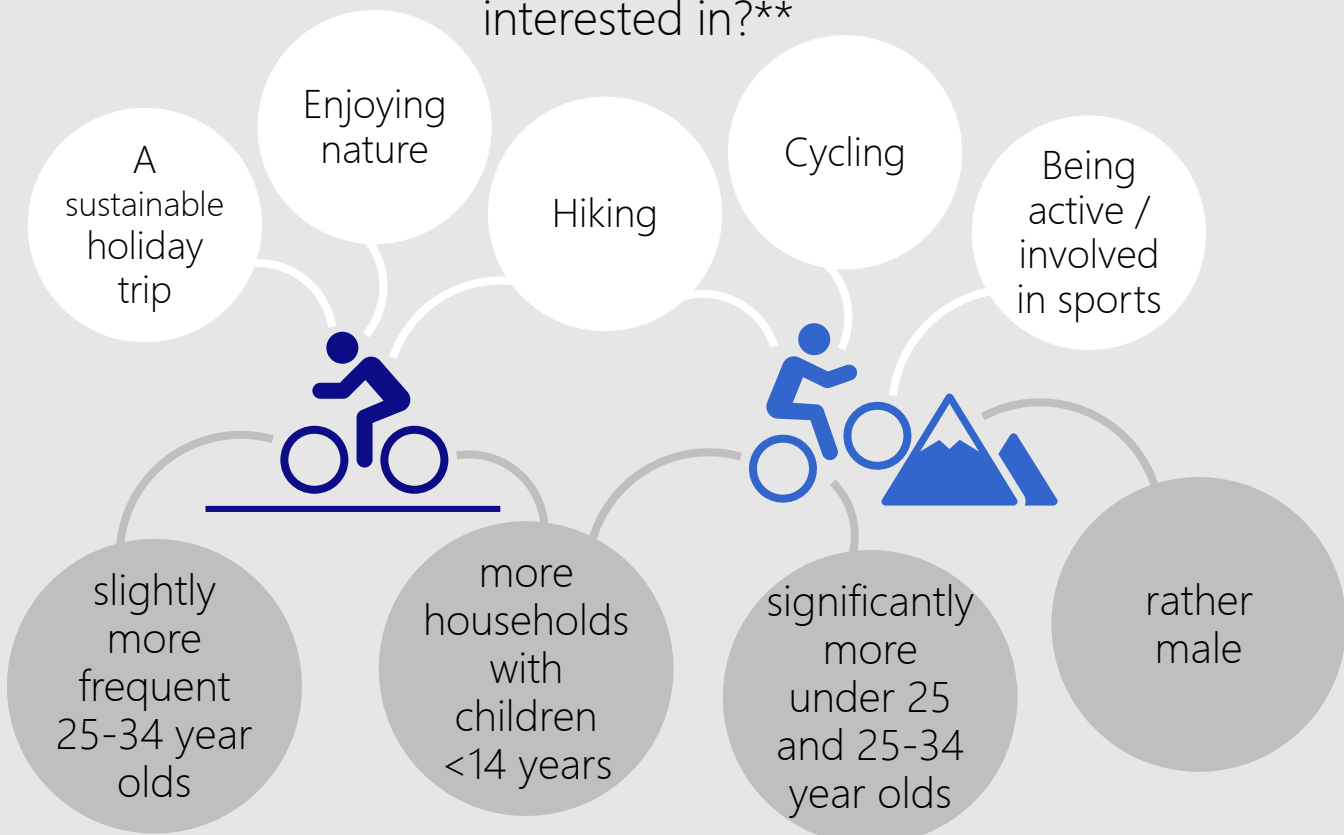 interested in?**
A
sustainable
holiday
trip
Enjoying
nature
Hiking
Cycling
Being
active /
involved
in sports
slightly
more
frequent
25-34 year
olds
more
households
with
children
<14 years
significantly
more
under 25
and 25-34
year olds
rather
male